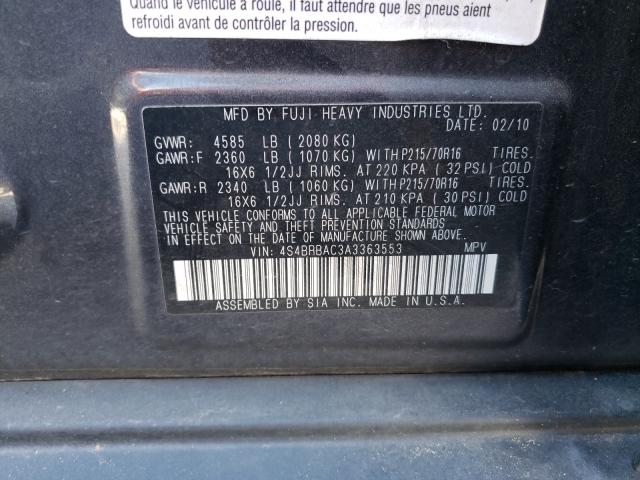 Quand le véhicule a roulé, il faut attendre que les pneus aient
refroidi avant de contrôler la pression.
MFD BY FUJI HEAVY INDUSTRIES LTD.
DATE: 02/10
GVWR: 4585 LB ( 2080 KG)
GAWR:F 2360 LB ( 1070 KG) WITH P215/70R16 TIRES.
16X6 1/2JJ RIMS. AT 220 KPA ( 32 PSI) COLD
GAWR:R 2340 LB ( 1060 KG) WITH P215/70R16 TIRES.
16X6 1/2JJ RIMS. AT 210 KPA ( 30 PSI) COLD
THIS VEHICLE CONFORMS TO ALL APPLICABLE FEDERAL MOTOR
VEHICLE SAFETY AND THEFT PREVENTION STANDARDS
IN EFFECT ON THE DATE OF MANUFACTURE SHOWN ABOVE.
VIN: 4S4BRBAC3A3363553 MPV
ASSEMBLED BY SIA INC. MADE IN U.S.A.